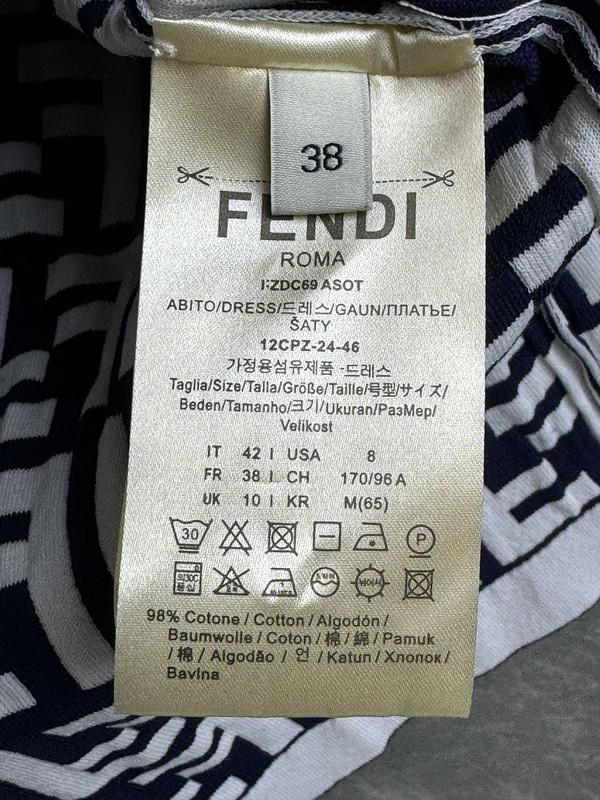 38
FENDI
ROMA
FZDC69 ASOT
ABITO/DRESS/드레스/GAUN/ПЛАТЬЕ/
ŠATY
12CPZ-24-46
가정용섬유제품 -드레스
Taglia/Size/Talla/Größe/Taille/号型/サイズ/
Beden/Tamanho/크기/Ukuran/РазМер/
Velikost
IT 42 I USA 8
FR 38 I CH 170/96 A
UK 10 I KR M(65)
30 P
98% Cotone / Cotton / Algodón /
Baumwolle / Coton / 棉 / 綿 / Pamuk
/ 棉 / Algodão / 언 / Katun / Хлопок /
Bavlna